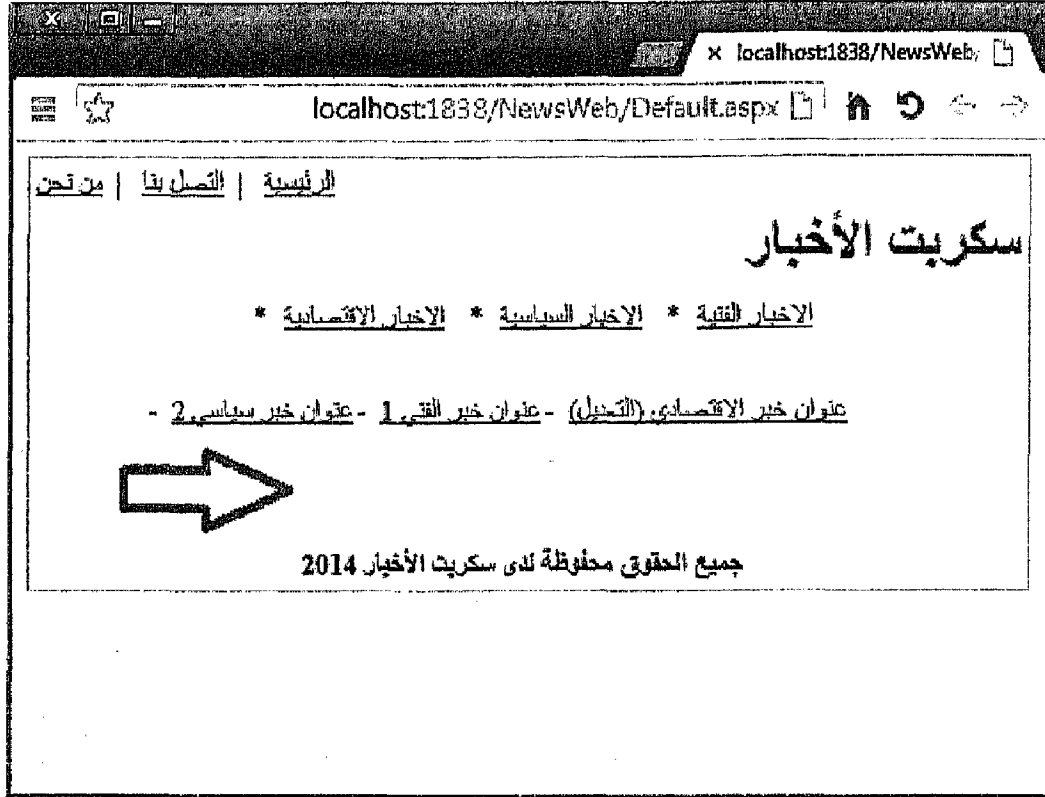 localhost:1838/NewsWeb/
localhost:1838/NewsWeb/Default.aspx
الرئيسية | التصل بنا | من نحن
سكربت الأخبار
الاخبار الفنية * الاخبار السياسية * الاخبار الاقتصادية *
عنوان خبر الاقتصادي (التعديل) - عنوان خبر الفني 1 - عنوان خبر سياسي 2 -
جميع الحقوق محفوظة لدى سكربت الأخبار 2014